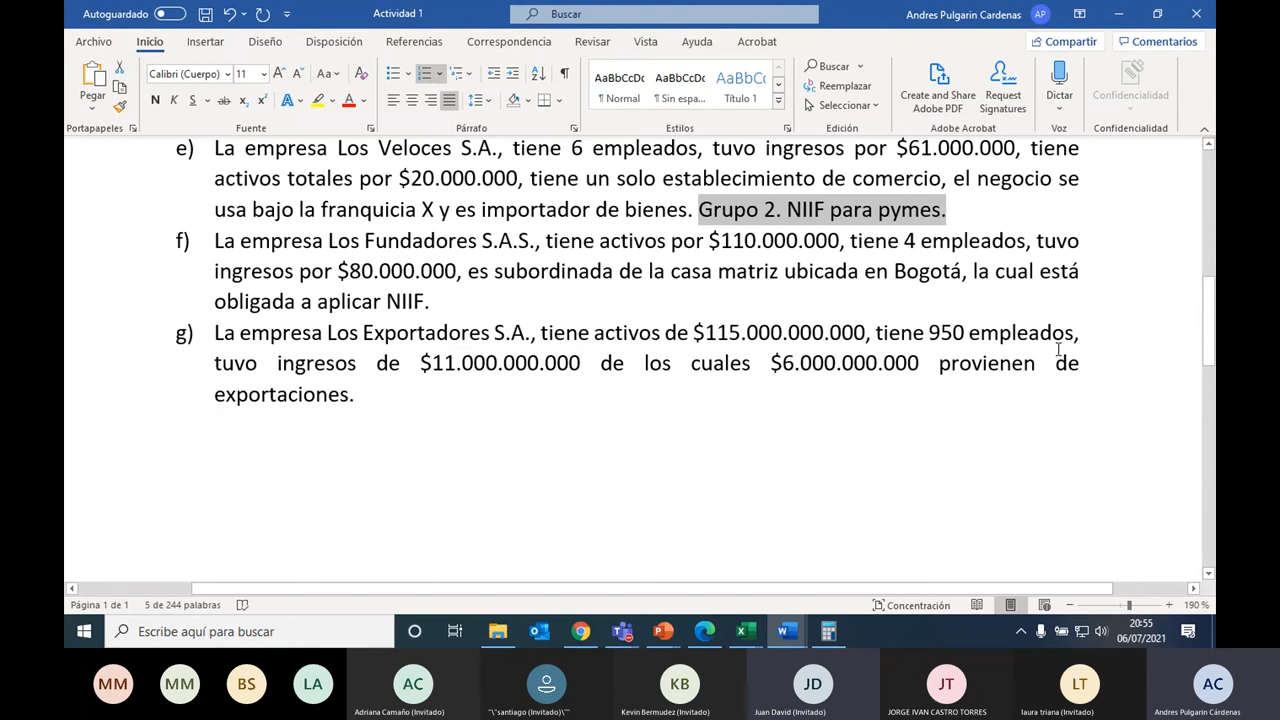 Autoguardado
Actividad 1
Buscar
Andres Pulgarin Cardenas
AP
Archivo
Inicio
Insertar
Diseño
Disposición
Referencias
Correspondencia
Revisar
Vista
Ayuda
Acrobat
Compartir
Comentarios
Pegar
Calibri (Cuerpo)
11
N K S ab x₂ x²
AaBbCcDc
¶ Normal
AaBbCcDc
¶ Sin espa...
AaBbCc
Título 1
Buscar
Reemplazar
Seleccionar
Create and Share
Adobe PDF
Request
Signatures
Dictar
Confidencialidad
Portapapeles
Fuente
Párrafo
Estilos
Edición
Adobe Acrobat
Voz
Confidencialidad
e) La empresa Los Veloces S.A., tiene 6 empleados, tuvo ingresos por $61.000.000, tiene
activos totales por $20.000.000, tiene un solo establecimiento de comercio, el negocio se
usa bajo la franquicia X y es importador de bienes. Grupo 2. NIIF para pymes.
f) La empresa Los Fundadores S.A.S., tiene activos por $110.000.000, tiene 4 empleados, tuvo
ingresos por $80.000.000, es subordinada de la casa matriz ubicada en Bogotá, la cual está
obligada a aplicar NIIF.
g) La empresa Los Exportadores S.A., tiene activos de $115.000.000.000, tiene 950 empleados,
tuvo ingresos de $11.000.000.000 de los cuales $6.000.000.000 provienen de
exportaciones.
Página 1 de 1
5 de 244 palabras
Concentración
190 %
Escribe aquí para buscar
20:55
06/07/2021
MM
MM
BS
LA
AC
KB
JD
JT
LT
AC
Adriana Camaño (Invitado)
"\"santiago (Invitado)\""
Kevin Bermudez (Invitado)
Juan David (Invitado)
JORGE IVAN CASTRO TORRES
laura triana (Invitado)
Andres Pulgarin Cardenas